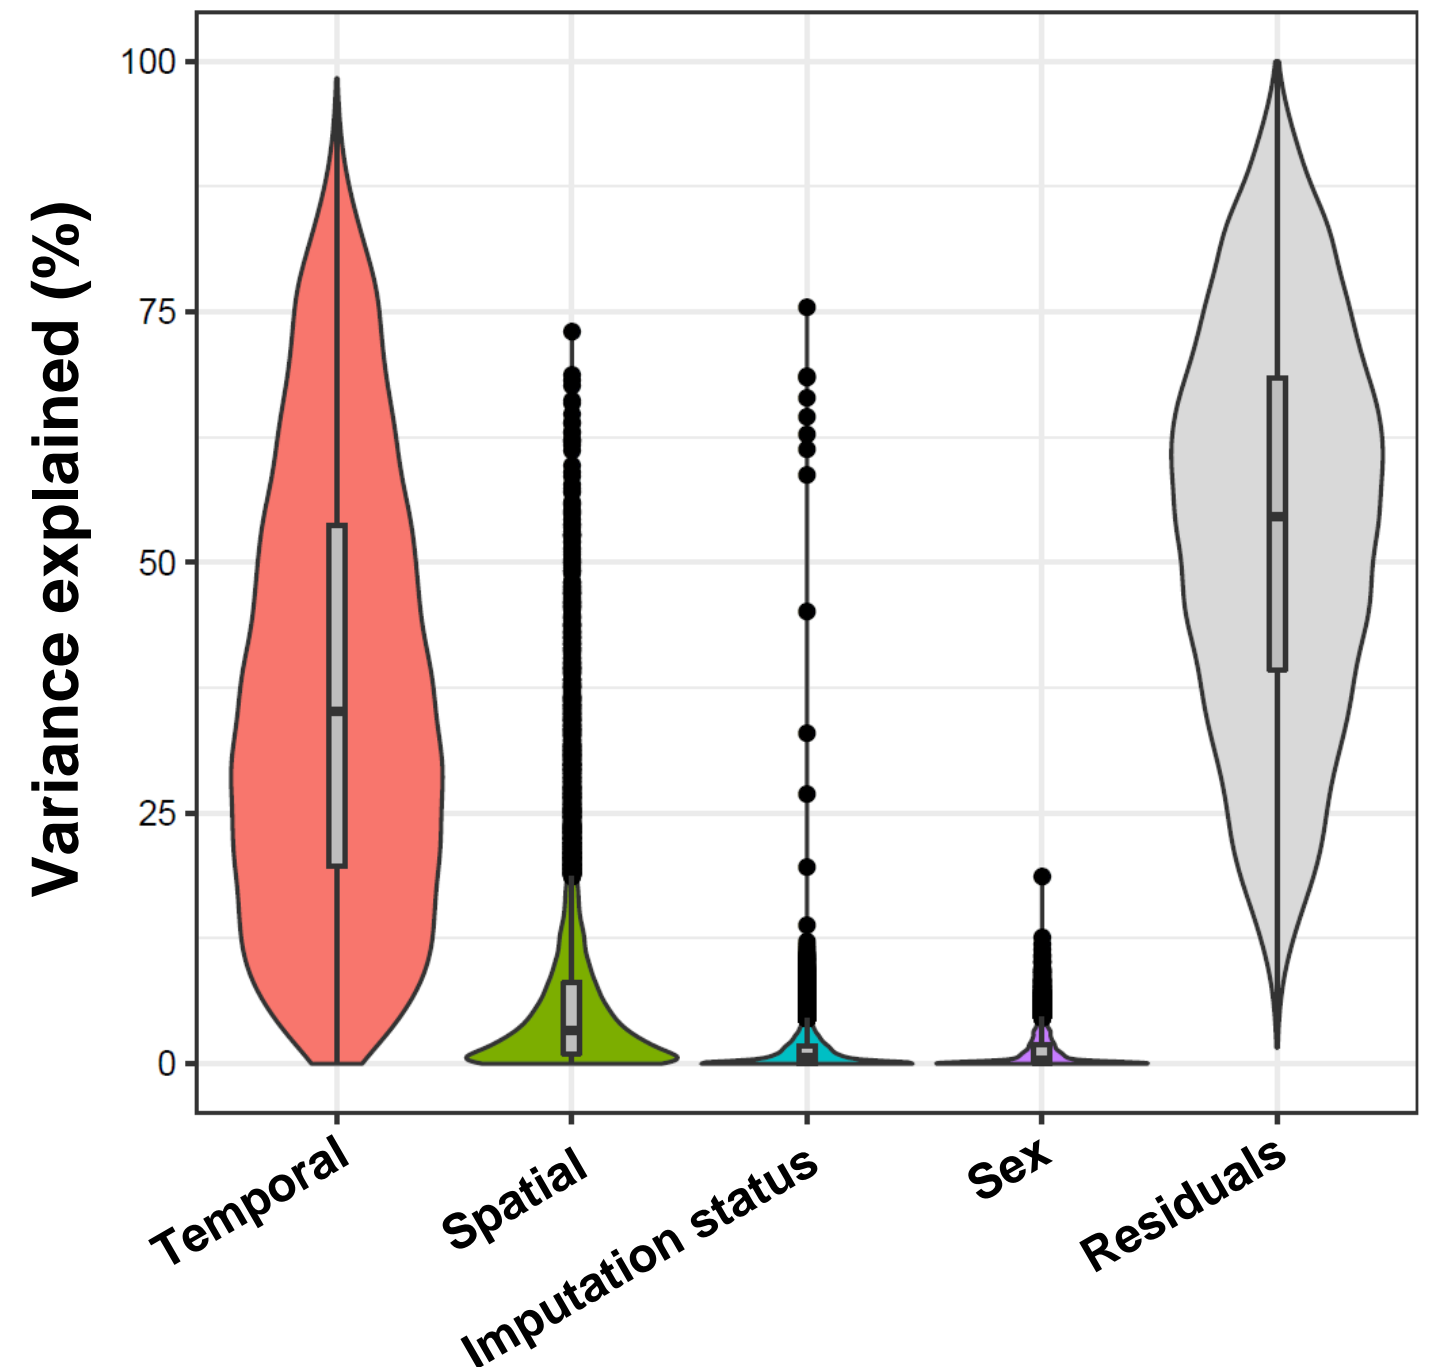 Variance explained (%)
100
75
50
25
0
Temporal
Spatial
Imputation status
Sex
Residuals